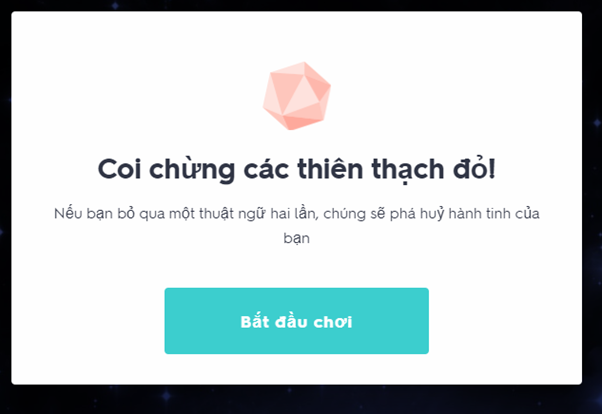 Coi chừng các thiên thạch đỏ!
Nếu bạn bỏ qua một thuật ngữ hai lần, chúng sẽ phá huỷ hành tinh của
bạn
Bắt đầu chơi